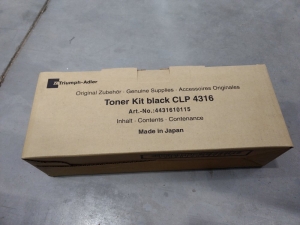 Triumph-Adler
Original Zubehör · Genuine Supplies · Accessoires Originales
Toner Kit black CLP 4316
Art.-No.:4431610115
Inhalt · Contents · Contenance
Made in Japan